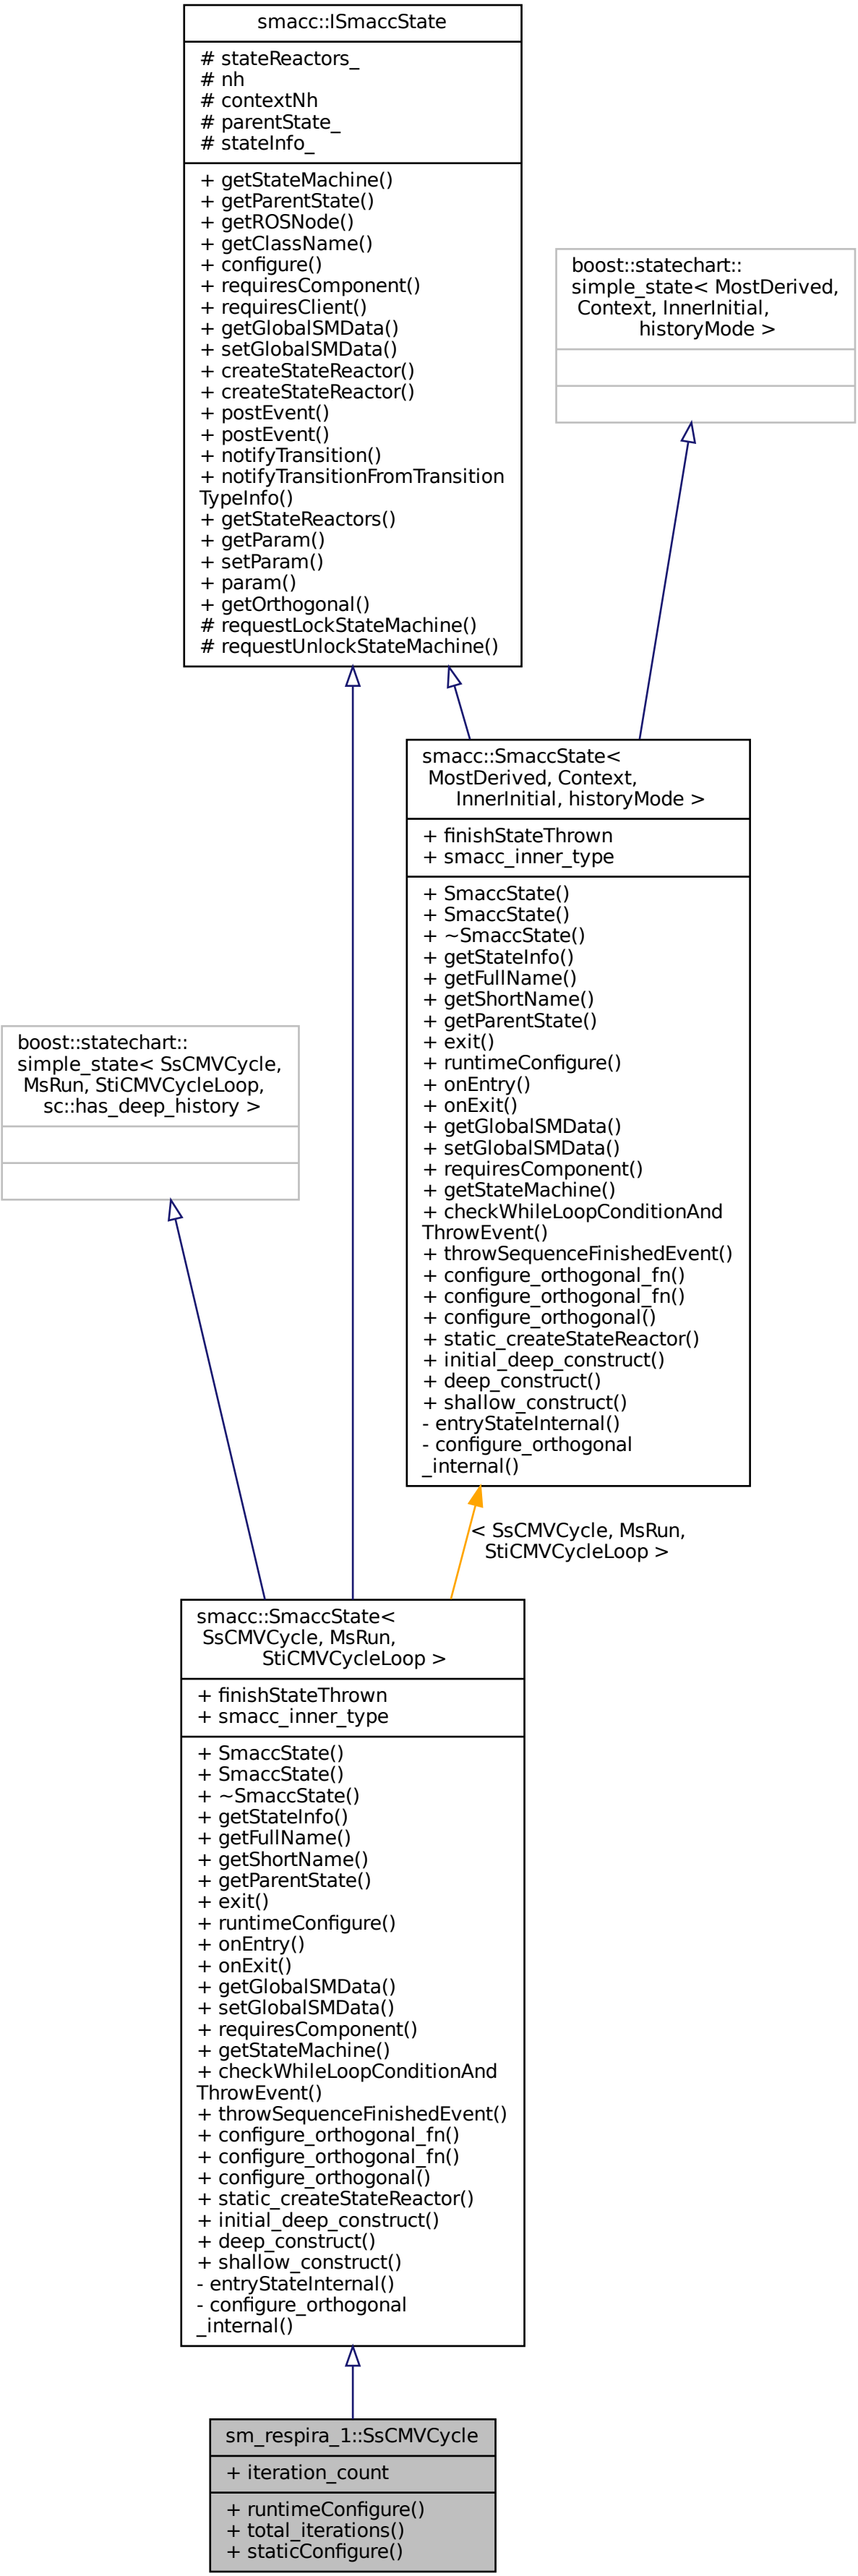 smacc::ISmaccState
# stateReactors_
# nh
# contextNh
# parentState_
# stateInfo_
+ getStateMachine()
+ getParentState()
+ getROSNode()
+ getClassName()
+ configure()
+ requiresComponent()
+ requiresClient()
+ getGlobalSMData()
+ setGlobalSMData()
+ createStateReactor()
+ createStateReactor()
+ postEvent()
+ postEvent()
+ notifyTransition()
+ notifyTransitionFromTransition
TypeInfo()
+ getStateReactors()
+ getParam()
+ setParam()
+ param()
+ getOrthogonal()
# requestLockStateMachine()
# requestUnlockStateMachine()
boost::statechart::
simple_state< MostDerived,
Context, InnerInitial,
historyMode >
smacc::SmaccState<
MostDerived, Context,
InnerInitial, historyMode >
+ finishStateThrown
+ smacc_inner_type
+ SmaccState()
+ SmaccState()
+ ~SmaccState()
+ getStateInfo()
+ getFullName()
+ getShortName()
+ getParentState()
+ exit()
+ runtimeConfigure()
+ onEntry()
+ onExit()
+ getGlobalSMData()
+ setGlobalSMData()
+ requiresComponent()
+ getStateMachine()
+ checkWhileLoopConditionAnd
ThrowEvent()
+ throwSequenceFinishedEvent()
+ configure_orthogonal_fn()
+ configure_orthogonal_fn()
+ configure_orthogonal()
+ static_createStateReactor()
+ initial_deep_construct()
+ deep_construct()
+ shallow_construct()
- entryStateInternal()
- configure_orthogonal
_internal()
boost::statechart::
simple_state< SsCMVCycle,
MsRun, StiCMVCycleLoop,
sc::has_deep_history >
< SsCMVCycle, MsRun,
StiCMVCycleLoop >
smacc::SmaccState<
SsCMVCycle, MsRun,
StiCMVCycleLoop >
+ finishStateThrown
+ smacc_inner_type
+ SmaccState()
+ SmaccState()
+ ~SmaccState()
+ getStateInfo()
+ getFullName()
+ getShortName()
+ getParentState()
+ exit()
+ runtimeConfigure()
+ onEntry()
+ onExit()
+ getGlobalSMData()
+ setGlobalSMData()
+ requiresComponent()
+ getStateMachine()
+ checkWhileLoopConditionAnd
ThrowEvent()
+ throwSequenceFinishedEvent()
+ configure_orthogonal_fn()
+ configure_orthogonal_fn()
+ configure_orthogonal()
+ static_createStateReactor()
+ initial_deep_construct()
+ deep_construct()
+ shallow_construct()
- entryStateInternal()
- configure_orthogonal
_internal()
sm_respira_1::SsCMVCycle
+ iteration_count
+ runtimeConfigure()
+ total_iterations()
+ staticConfigure()